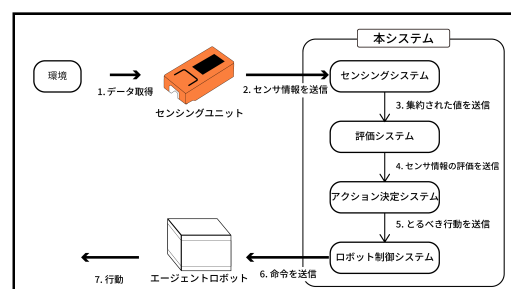 本システム
環境
1. データ取得
センシングユニット
2. センサ情報を送信
センシングシステム
3. 集約された値を送信
評価システム
4. センサ情報の評価を送信
アクション決定システム
5. とるべき行動を送信
ロボット制御システム
6. 命令を送信
エージェントロボット
7. 行動